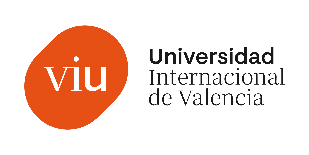 viu
Universidad
Internacional
de Valencia